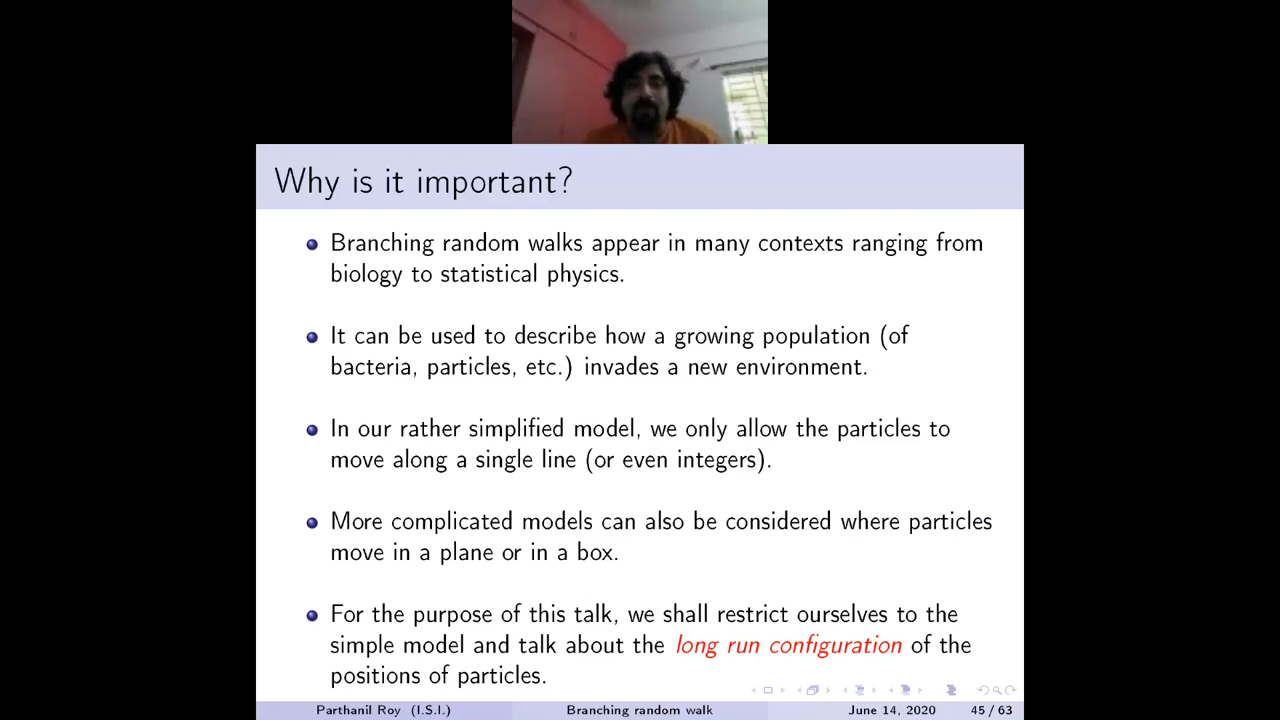 Why is it important?
Branching random walks appear in many contexts ranging from
biology to statistical physics.
It can be used to describe how a growing population (of
bacteria, particles, etc.) invades a new environment.
In our rather simplified model, we only allow the particles to
move along a single line (or even integers).
More complicated models can also be considered where particles
move in a plane or in a box.
For the purpose of this talk, we shall restrict ourselves to the
simple model and talk about the long run configuration of the
positions of particles.
Parthanil Roy (I.S.I.) Branching random walk June 14, 2020 45 / 63